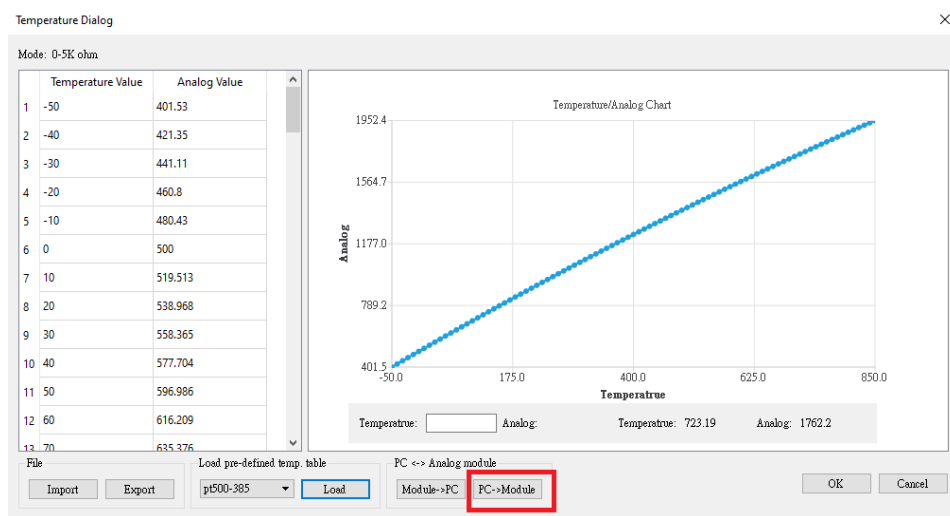 Temperature Dialog
Mode: 0-5K ohm
Temperature Value Analog Value
1 -50 401.53
2 -40 421.35
3 -30 441.11
4 -20 460.8
5 -10 480.43
6 0 500
7 10 519.513
8 20 538.968
9 30 558.365
10 40 577.704
11 50 596.986
12 60 616.209
13 70 635.376
Temperature/Analog Chart
1952.4
1564.7
1177.0
789.2
401.5
Analog
-50.0 175.0 400.0 625.0 850.0
Temperatrue
Temperatrue: Analog: Temperatrue: 723.19 Analog: 1762.2
File
Import Export
Load pre-defined temp. table
pt500-385 Load
PC <-> Analog module
Module->PC PC->Module
OK Cancel